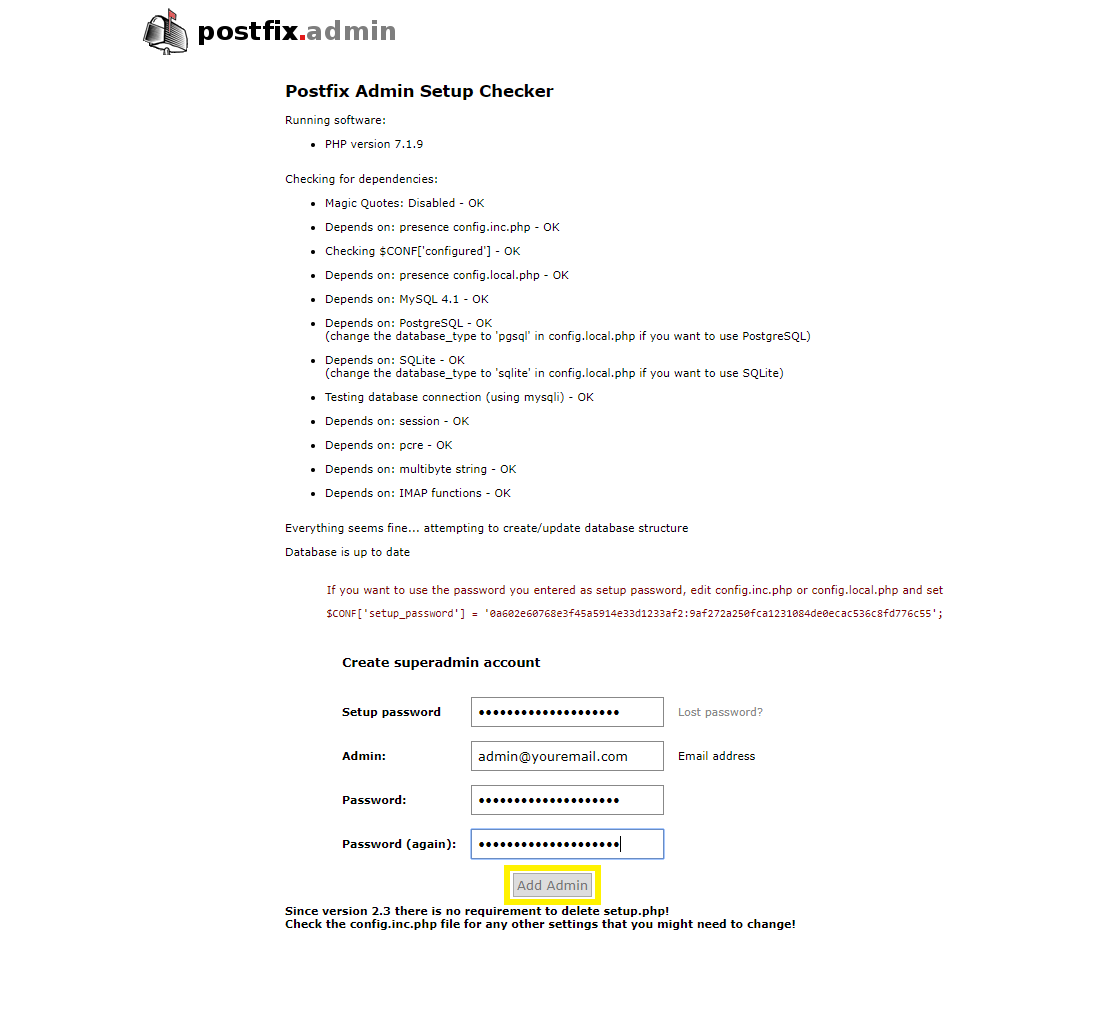 postfix.admin
Postfix Admin Setup Checker
Running software:
PHP version 7.1.9
Checking for dependencies:
Magic Quotes: Disabled - OK
Depends on: presence config.inc.php - OK
Checking $CONF['configured'] - OK
Depends on: presence config.local.php - OK
Depends on: MySQL 4.1 - OK
Depends on: PostgreSQL - OK
(change the database_type to 'pgsql' in config.local.php if you want to use PostgreSQL)
Depends on: SQLite - OK
(change the database_type to 'sqlite' in config.local.php if you want to use SQLite)
Testing database connection (using mysqli) - OK
Depends on: session - OK
Depends on: pcre - OK
Depends on: multibyte string - OK
Depends on: IMAP functions - OK
Everything seems fine... attempting to create/update database structure
Database is up to date
If you want to use the password you entered as setup password, edit config.inc.php or config.local.php and set
$CONF['setup_password'] = '0a602e60768e3f45a5914e33d1233af2:9af272a250fca1231084de0ecac536c8fd776c55';
Create superadmin account
Setup password •••••••••••••••••••• Lost password?
Admin: admin@youremail.com Email address
Password: ••••••••••••••••••••
Password (again): ••••••••••••••••••••
Add Admin
Since version 2.3 there is no requirement to delete setup.php!
Check the config.inc.php file for any other settings that you might need to change!